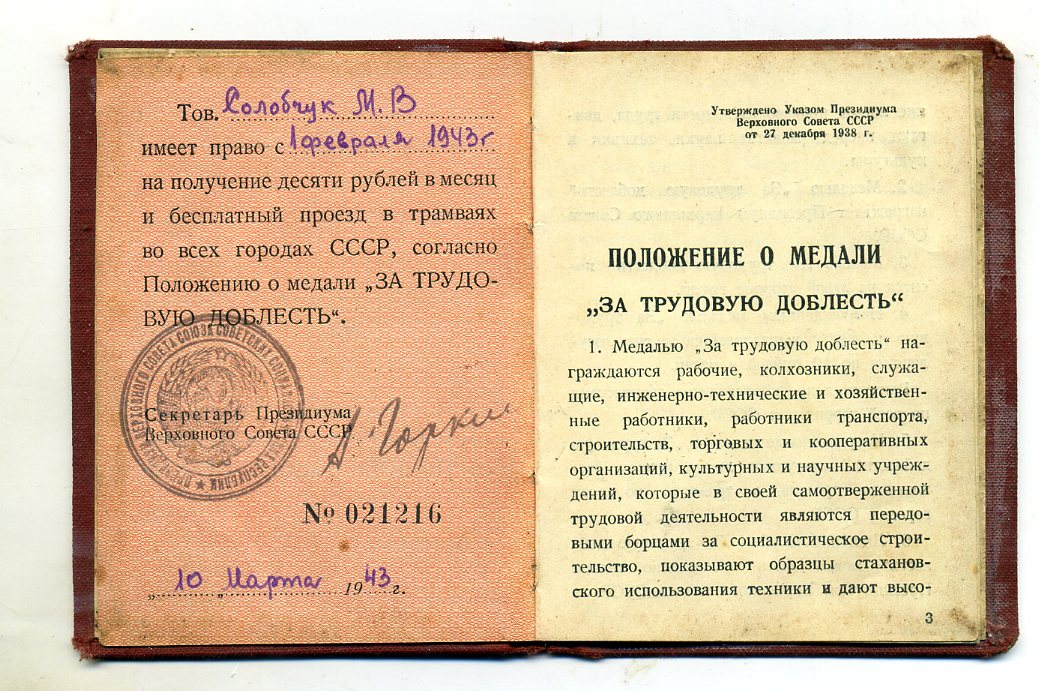 Тов. Солобчук М. В
имеет право с 1 февраля 1943 г
на получение десяти рублей в месяц
и бесплатный проезд в трамваях
во всех городах СССР, согласно
Положению о медали „ЗА ТРУДО-
ВУЮ ДОБЛЕСТЬ“.
Секретарь Президиума
Верховного Совета СССР
А. Горкин
№ 021216
„10„ Марта 1943 г.
Утверждено Указом Президиума
Верховного Совета СССР
от 27 декабря 1938 г.
ПОЛОЖЕНИЕ О МЕДАЛИ
„ЗА ТРУДОВУЮ ДОБЛЕСТЬ“
1. Медалью „За трудовую доблесть“ на-
граждаются рабочие, колхозники, служа-
щие, инженерно-технические и хозяйствен-
ные работники, работники транспорта,
строительств, торговых и кооперативных
организаций, культурных и научных учреж-
дений, которые в своей самоотверженной
трудовой деятельности являются передо-
выми борцами за социалистическое строи-
тельство, показывают образцы стаханов-
ского использования техники и дают высо-
3